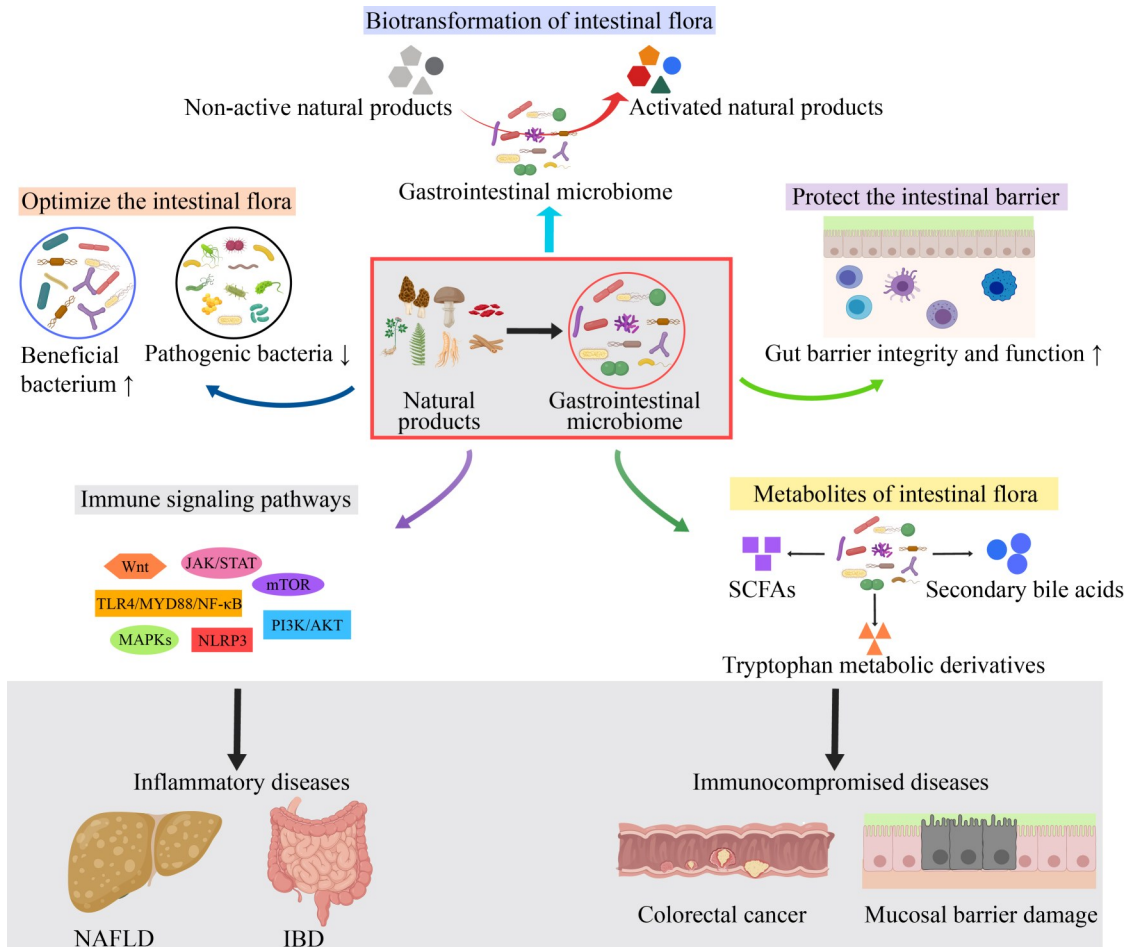 Biotransformation of intestinal flora
Non-active natural products
Activated natural products
Gastrointestinal microbiome
Optimize the intestinal flora
Beneficial
bacterium ↑
Pathogenic bacteria ↓
Protect the intestinal barrier
Gut barrier integrity and function ↑
Natural
products
Gastrointestinal
microbiome
Immune signaling pathways
Wnt
JAK/STAT
mTOR
TLR4/MYD88/NF-κB
PI3K/AKT
MAPKs
NLRP3
Metabolites of intestinal flora
SCFAs
Secondary bile acids
Tryptophan metabolic derivatives
Inflammatory diseases
NAFLD
IBD
Immunocompromised diseases
Colorectal cancer
Mucosal barrier damage